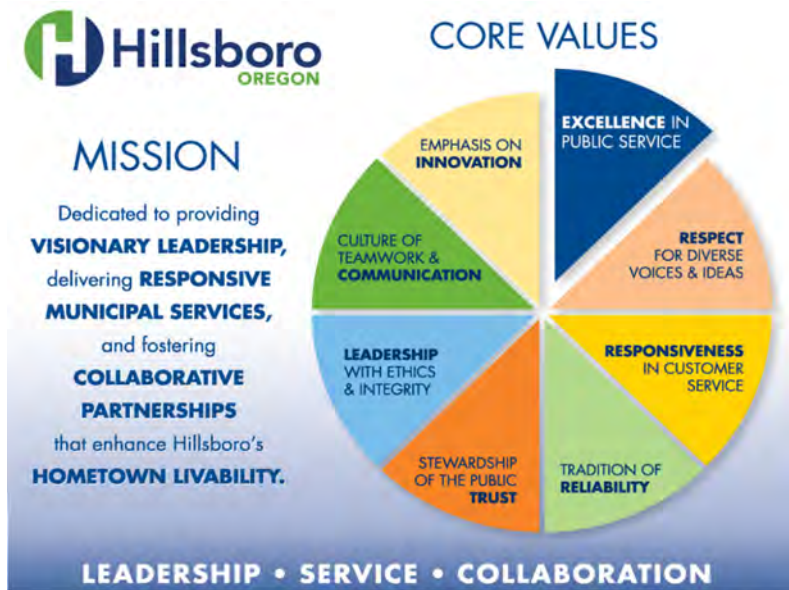 Hillsboro
OREGON
CORE VALUES
MISSION
Dedicated to providing
VISIONARY LEADERSHIP,
delivering RESPONSIVE
MUNICIPAL SERVICES,
and fostering
COLLABORATIVE
PARTNERSHIPS
that enhance Hillsboro's
HOMETOWN LIVABILITY.
EXCELLENCE IN
PUBLIC SERVICE
RESPECT
FOR DIVERSE
VOICES & IDEAS
RESPONSIVENESS
IN CUSTOMER
SERVICE
TRADITION OF
RELIABILITY
STEWARDSHIP
OF THE PUBLIC
TRUST
LEADERSHIP
WITH ETHICS
& INTEGRITY
CULTURE OF
TEAMWORK &
COMMUNICATION
EMPHASIS ON
INNOVATION
LEADERSHIP • SERVICE • COLLABORATION